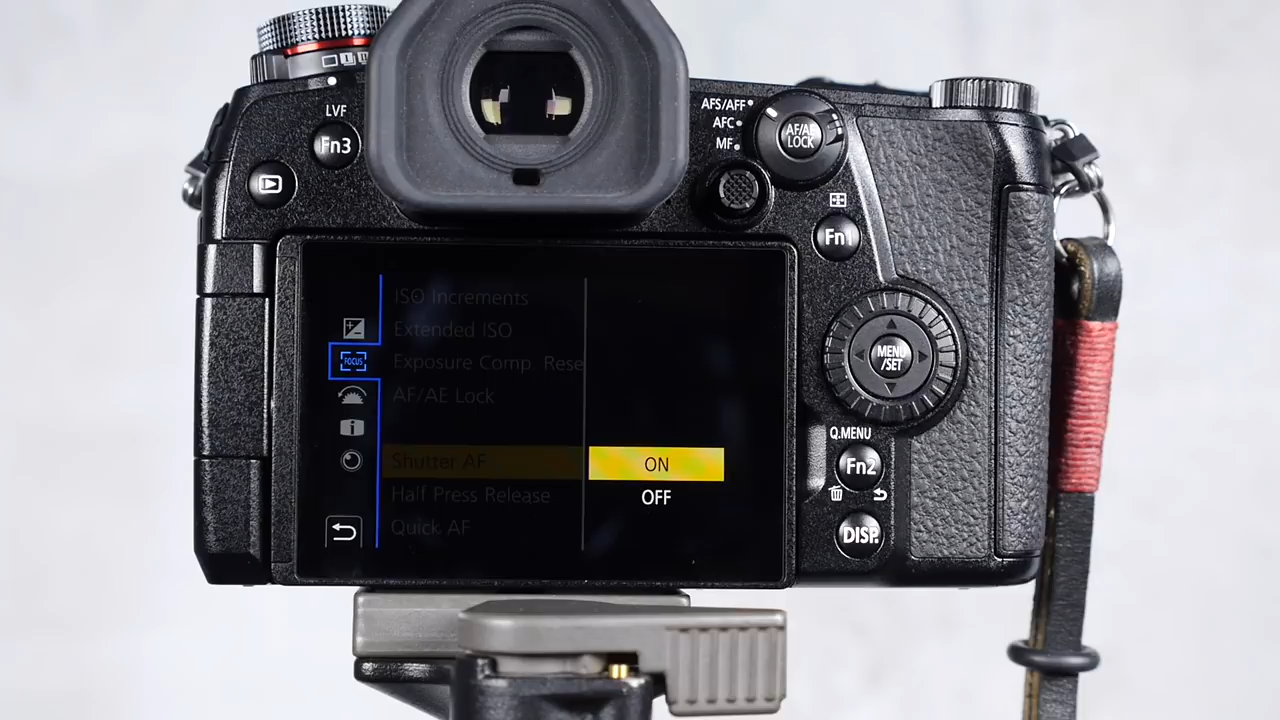 LVF
Fn3
AFS/AFF
AFC
MF
AF/AE
LOCK
Fn1
ISO Increments
Extended ISO
Exposure Comp. Rese
FOCUS
AF/AE Lock
MENU
/SET
Q.MENU
Shutter AF
ON
Fn2
Half Press Release
OFF
Quick AF
DISP.